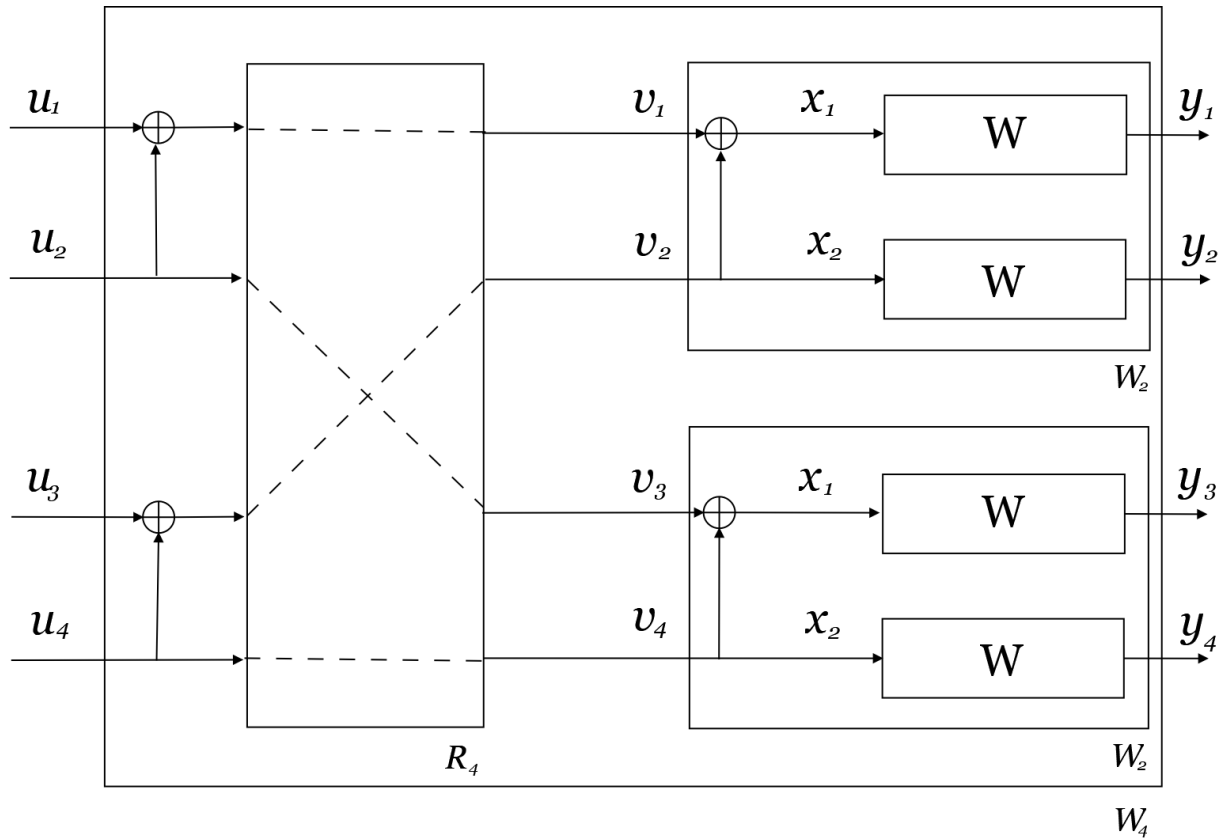 u₁ v₁ x₁ W y₁
u₂ v₂ x₂ W y₂
W₂
u₃ v₃ x₁ W y₃
u₄ v₄ x₂ W y₄
R₄ W₂
W₄